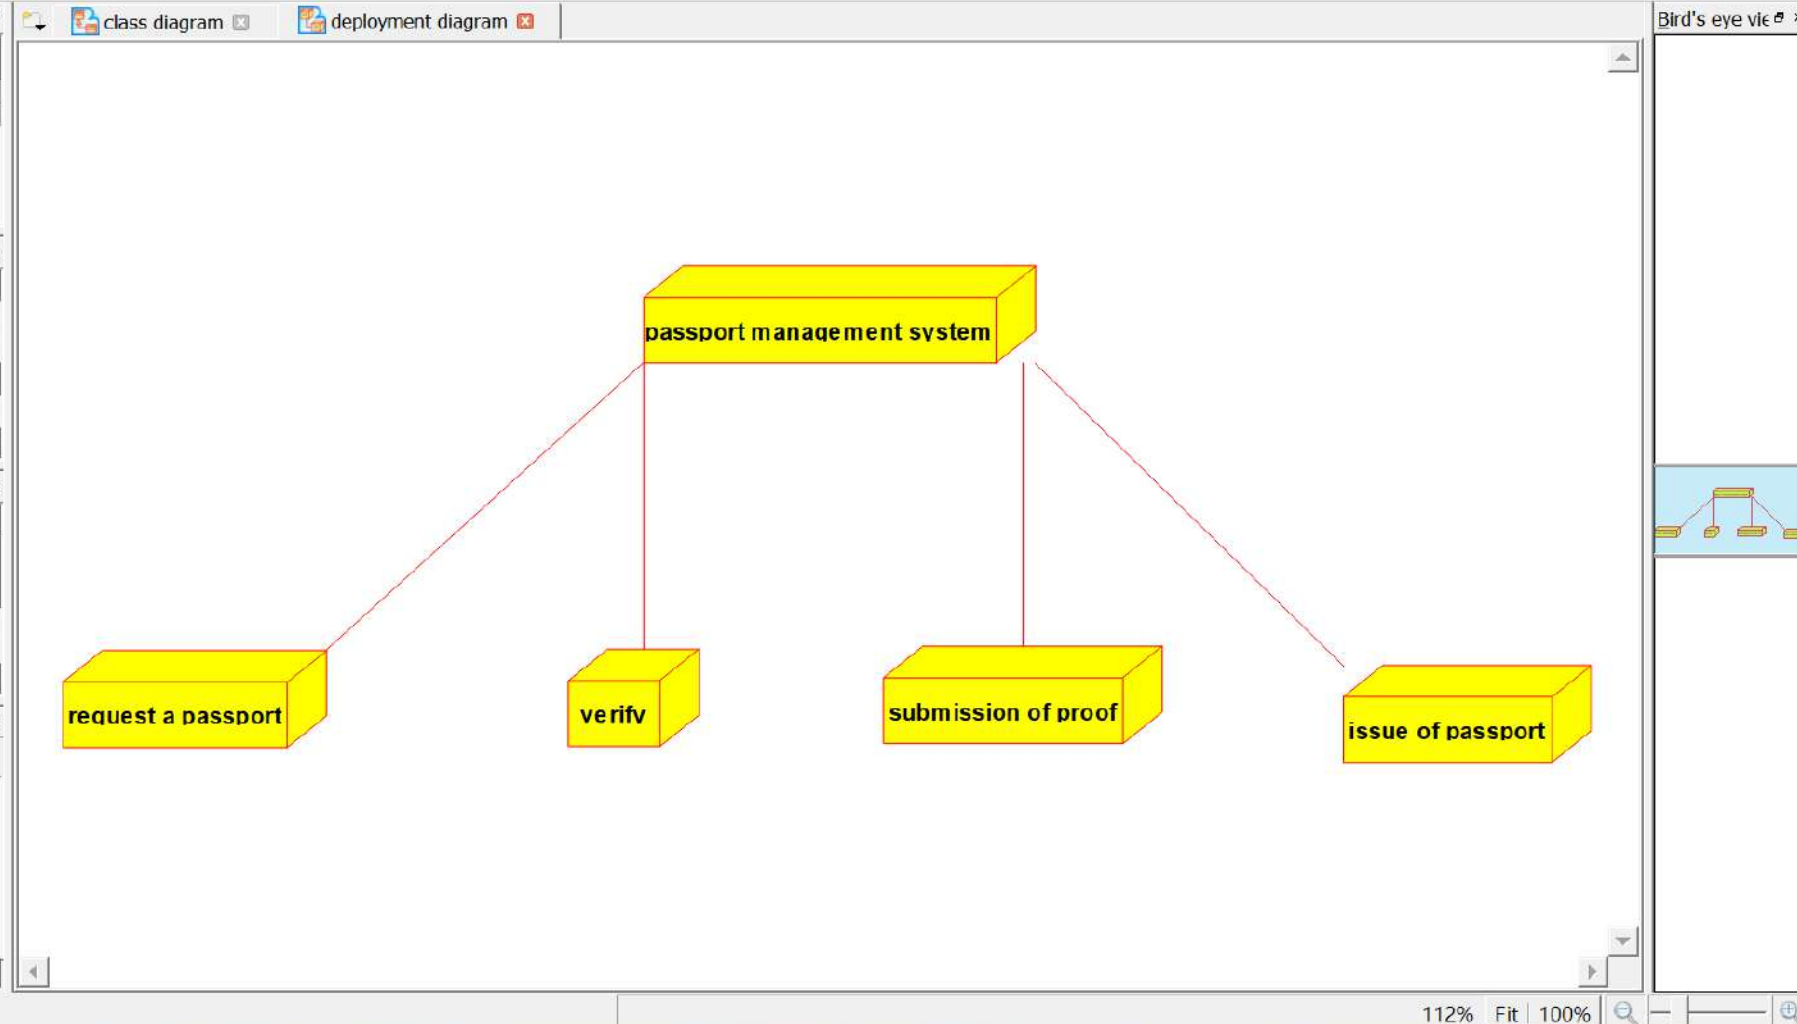 class diagram
deployment diagram
Bird's eye vie
passport management system
request a passport
verify
submission of proof
issue of passport
112% Fit 100%